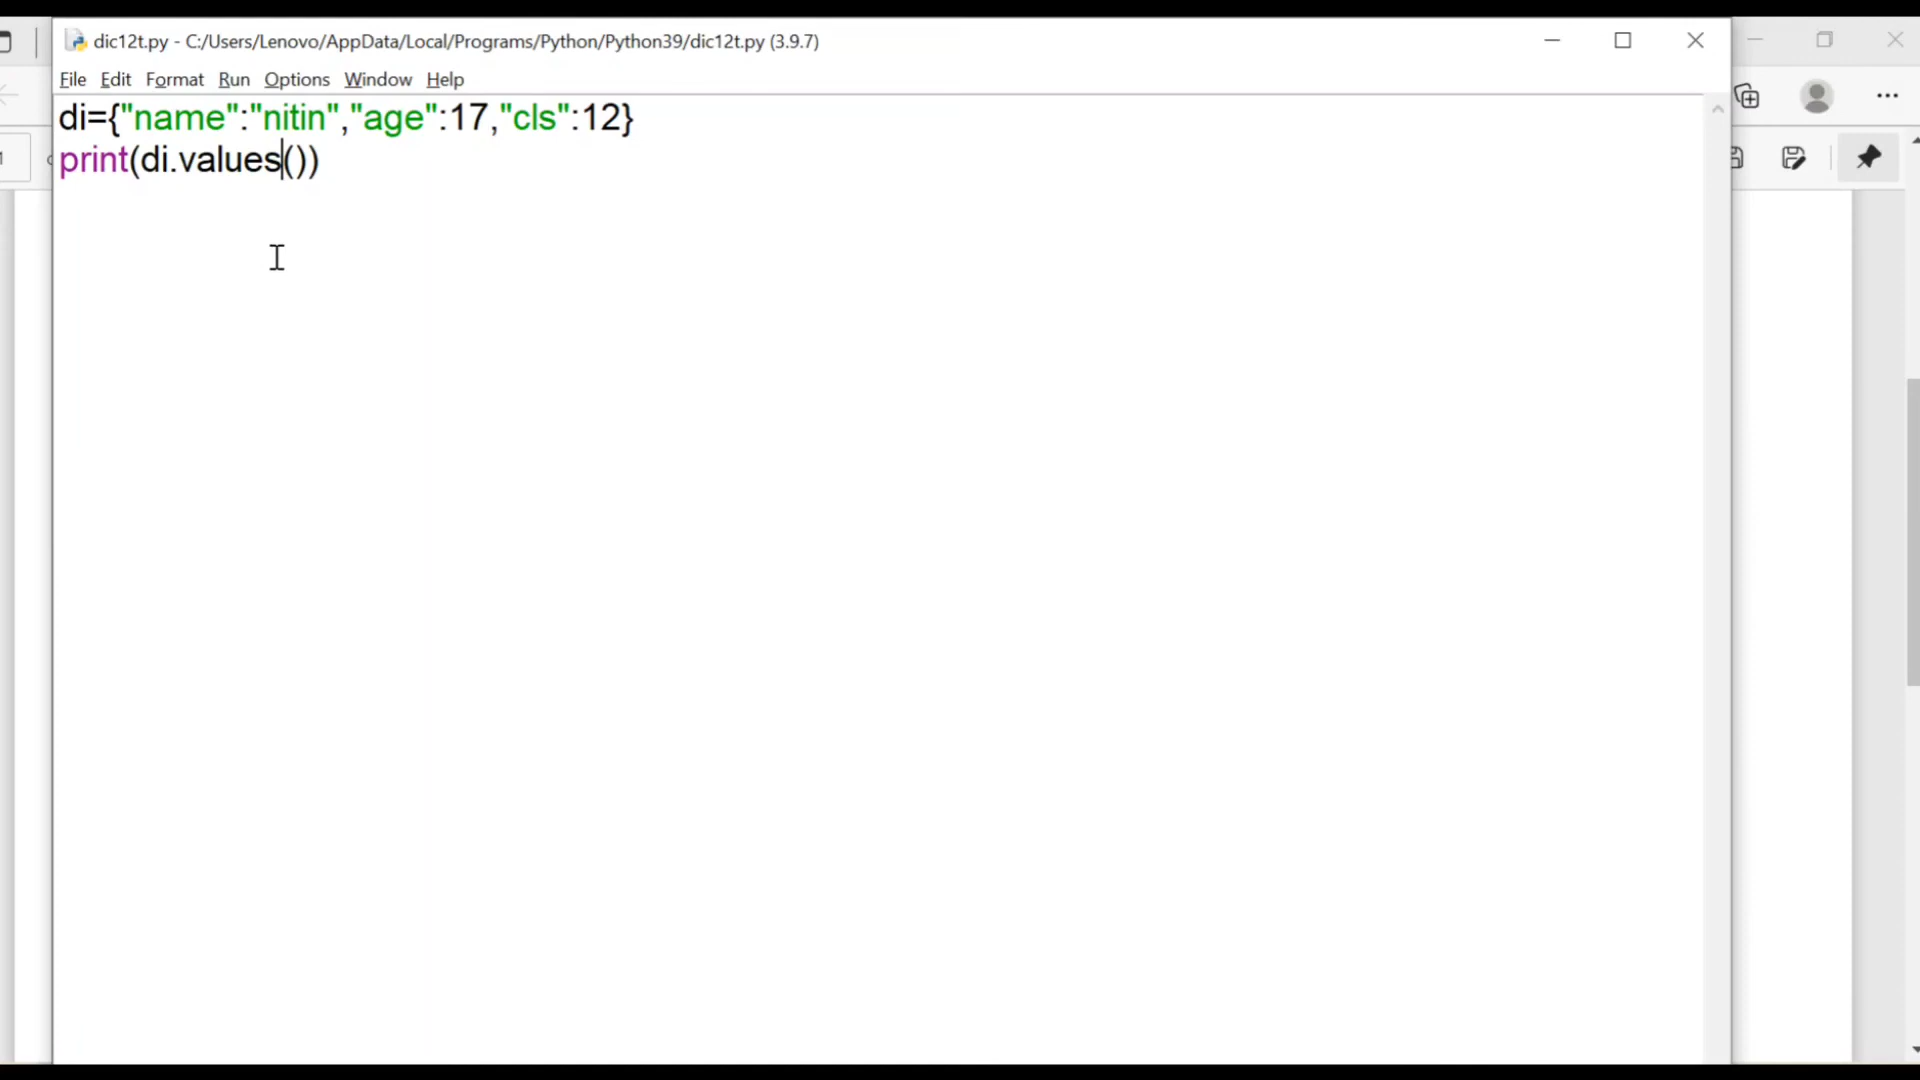 dic12t.py - C:/Users/Lenovo/AppData/Local/Programs/Python/Python39/dic12t.py (3.9.7)
File Edit Format Run Options Window Help
di={"name":"nitin","age":17,"cls":12}
print(di.values())